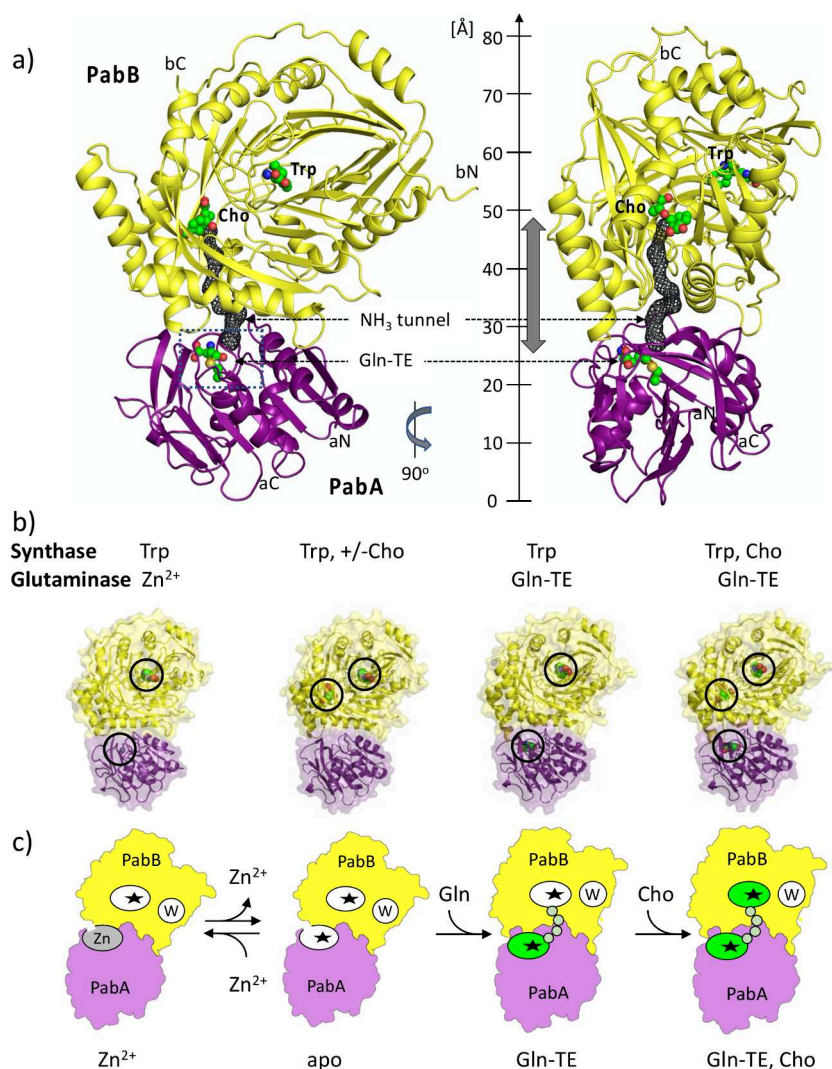 a)
PabB
bC
Trp
bN
Cho
PabA
aN
aC
90°
[Å]
80
70
60
50
40
30
20
10
0
NH₃ tunnel
Gln-TE
bC
Trp
Cho
aN
aC
b)
Synthase Trp Trp, +/-Cho Trp Trp, Cho
Glutaminase Zn²⁺ Gln-TE Gln-TE
c)
PabB
W
Zn
PabA
Zn²⁺
Zn²⁺
Zn²⁺
PabB
W
PabA
apo
Gln
PabB
W
PabA
Gln-TE
Cho
PabB
W
PabA
Gln-TE, Cho